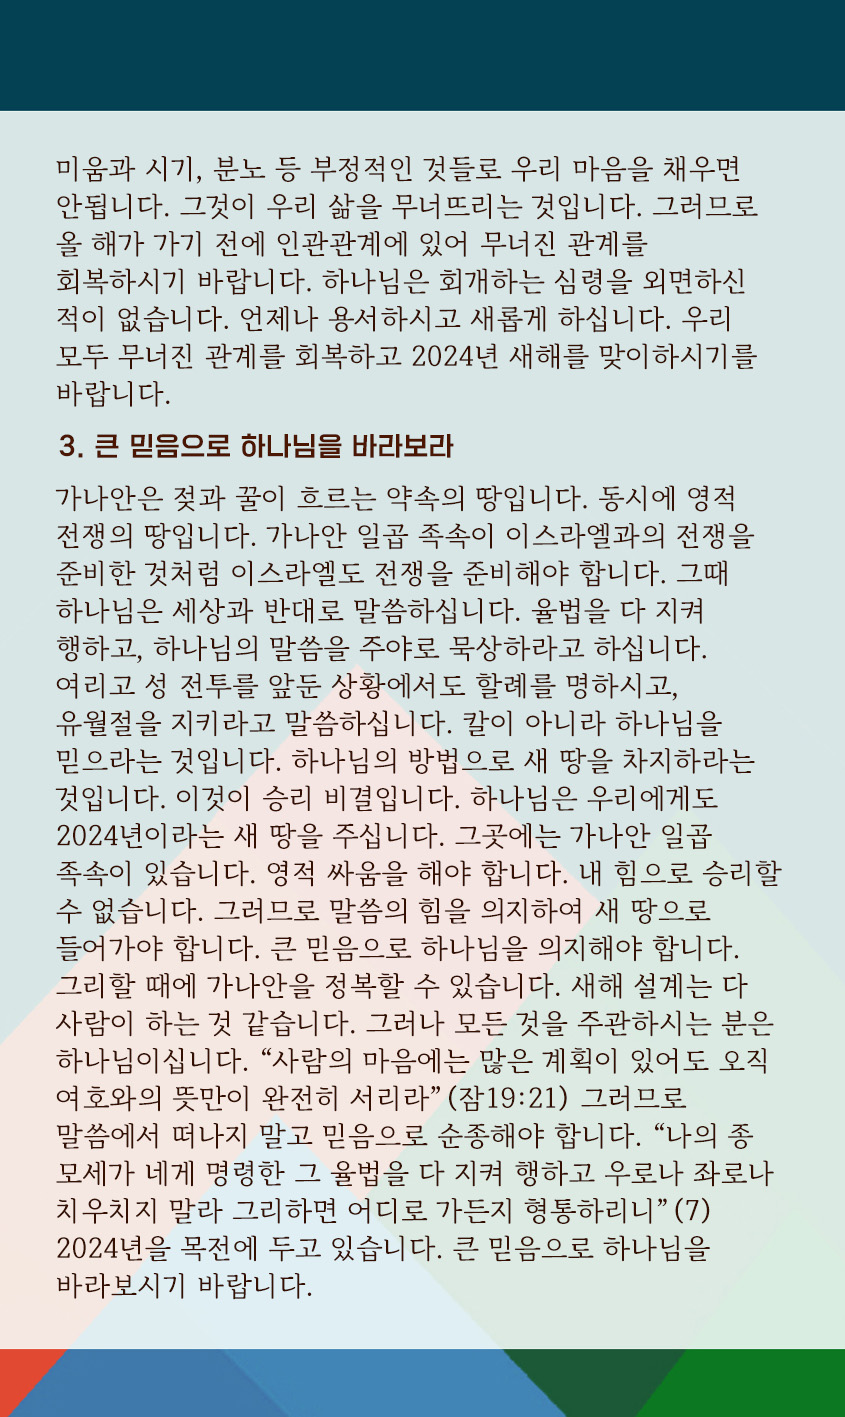 미움과 시기, 분노 등 부정적인 것들로 우리 마음을 채우면
안됩니다. 그것이 우리 삶을 무너뜨리는 것입니다. 그러므로
올 해가 가기 전에 인관관계에 있어 무너진 관계를
회복하시기 바랍니다. 하나님은 회개하는 심령을 외면하신
적이 없습니다. 언제나 용서하시고 새롭게 하십니다. 우리
모두 무너진 관계를 회복하고 2024년 새해를 맞이하시기를
바랍니다.
3. 큰 믿음으로 하나님을 바라보라
가나안은 젖과 꿀이 흐르는 약속의 땅입니다. 동시에 영적
전쟁의 땅입니다. 가나안 일곱 족속이 이스라엘과의 전쟁을
준비한 것처럼 이스라엘도 전쟁을 준비해야 합니다. 그때
하나님은 세상과 반대로 말씀하십니다. 율법을 다 지켜
행하고, 하나님의 말씀을 주야로 묵상하라고 하십니다.
여리고 성 전투를 앞둔 상황에서도 할례를 명하시고,
유월절을 지키라고 말씀하십니다. 칼이 아니라 하나님을
믿으라는 것입니다. 하나님의 방법으로 새 땅을 차지하라는
것입니다. 이것이 승리 비결입니다. 하나님은 우리에게도
2024년이라는 새 땅을 주십니다. 그곳에는 가나안 일곱
족속이 있습니다. 영적 싸움을 해야 합니다. 내 힘으로 승리할
수 없습니다. 그러므로 말씀의 힘을 의지하여 새 땅으로
들어가야 합니다. 큰 믿음으로 하나님을 의지해야 합니다.
그리할 때에 가나안을 정복할 수 있습니다. 새해 설계는 다
사람이 하는 것 같습니다. 그러나 모든 것을 주관하시는 분은
하나님이십니다. “사람의 마음에는 많은 계획이 있어도 오직
여호와의 뜻만이 완전히 서리라”(잠19:21) 그러므로
말씀에서 떠나지 말고 믿음으로 순종해야 합니다. “나의 종
모세가 네게 명령한 그 율법을 다 지켜 행하고 우로나 좌로나
치우치지 말라 그리하면 어디로 가든지 형통하리니”(7)
2024년을 목전에 두고 있습니다. 큰 믿음으로 하나님을
바라보시기 바랍니다.